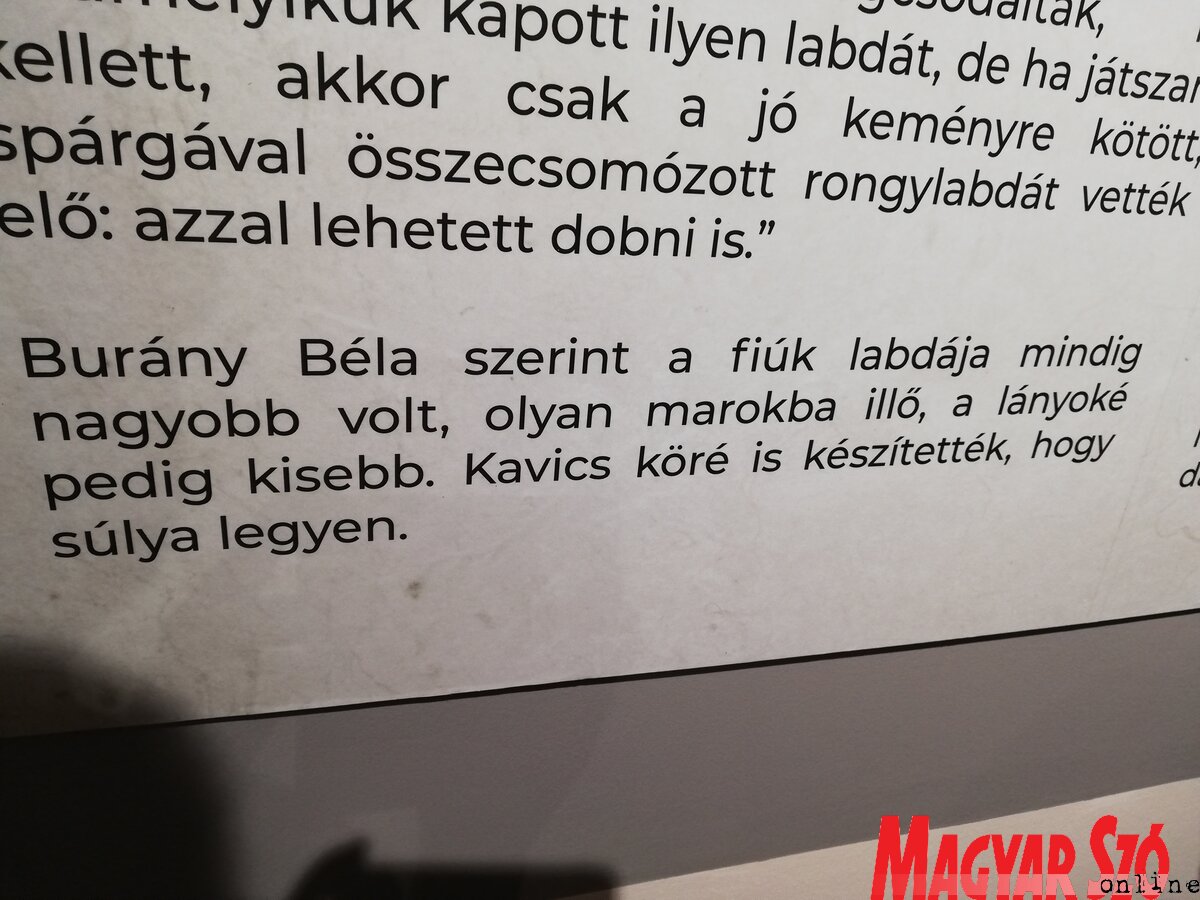 kapott ilyen labdát, de ha
kellett, akkor csak a jó keményre kötött,
spárgával összecsomózott rongylabdát vették
elő: azzal lehetett dobni is.”
Burány Béla szerint a fiúk labdája mindig
nagyobb volt, olyan marokba illő, a lányoké
pedig kisebb. Kavics köré is készítették, hogy
súlya legyen.
MAGYAR SZÓ
online